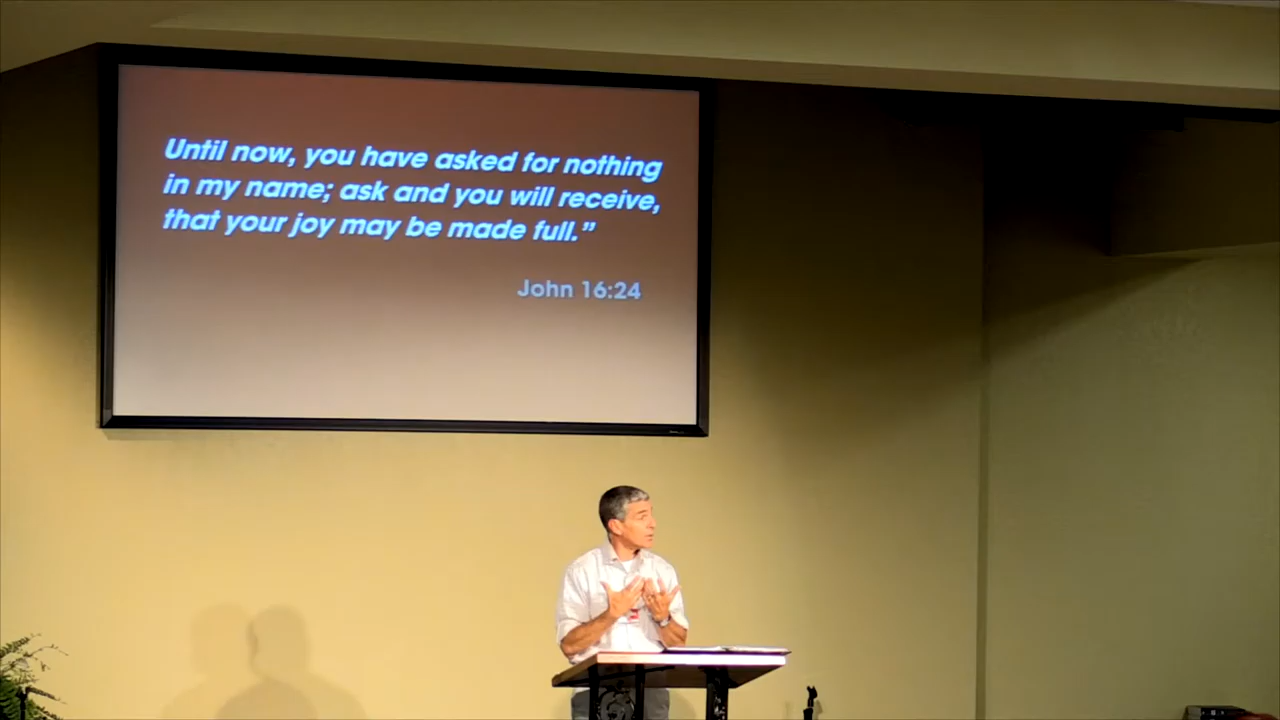 Until now, you have asked for nothing
in my name; ask and you will receive,
that your joy may be made full.”
John 16:24